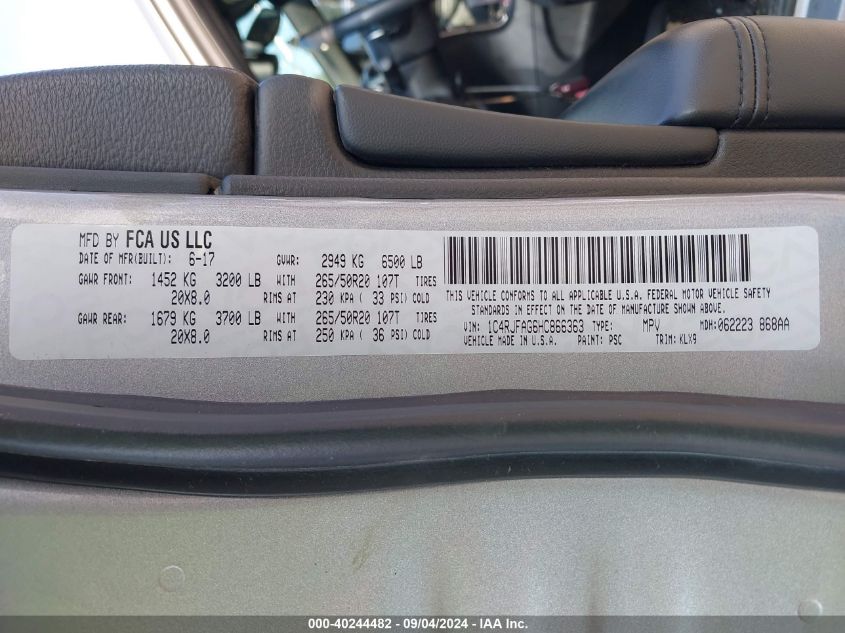 MFD BY FCA US LLC
DATE OF MFR(BUILT): 6-17 GVWR: 2949 KG 6500 LB
GAWR FRONT: 1452 KG 3200 LB WITH 265/50R20 107T TIRES
20X8.0 RIMS AT 230 KPA ( 33 PSI) COLD
GAWR REAR: 1679 KG 3700 LB WITH 265/50R20 107T TIRES
20X8.0 RIMS AT 250 KPA ( 36 PSI) COLD
THIS VEHICLE CONFORMS TO ALL APPLICABLE U.S.A. FEDERAL MOTOR VEHICLE SAFETY
STANDARDS IN EFFECT ON THE DATE OF MANUFACTURE SHOWN ABOVE.
VIN: 1C4RJFAG6HC866363 TYPE: MPV MDH:062223 868AA
VEHICLE MADE IN U.S.A. PAINT: PSC TRIM: KLX9
000-40244482 - 09/04/2024 - IAA Inc.